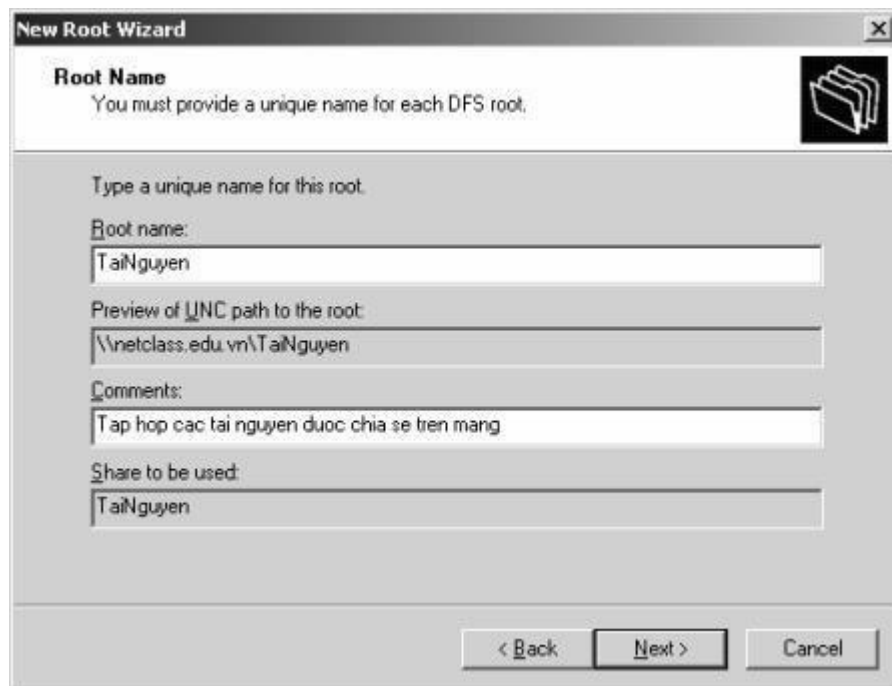 New Root Wizard
Root Name
You must provide a unique name for each DFS root.
Type a unique name for this root.
Root name:
TaiNguyen
Preview of UNC path to the root:
\\netclass.edu.vn\TaiNguyen
Comments:
Tap hop cac tai nguyen duoc chia se tren mang
Share to be used:
TaiNguyen
< Back Next > Cancel